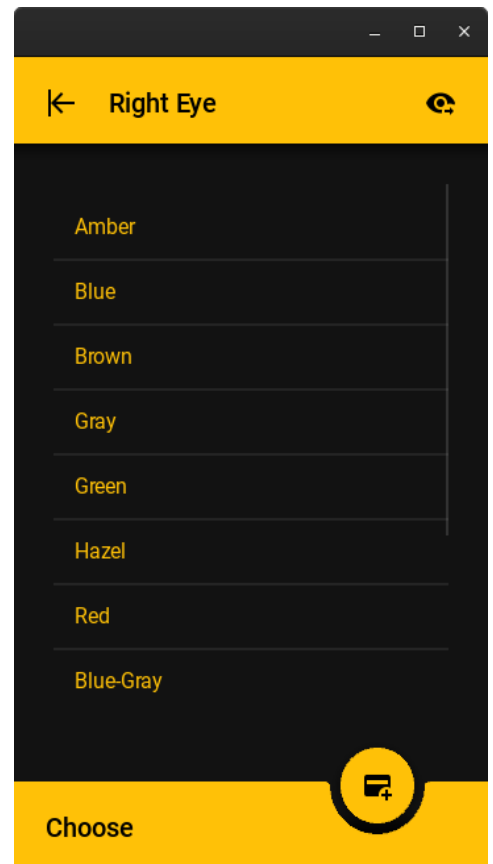 Right Eye
Amber
Blue
Brown
Gray
Green
Hazel
Red
Blue-Gray
Choose